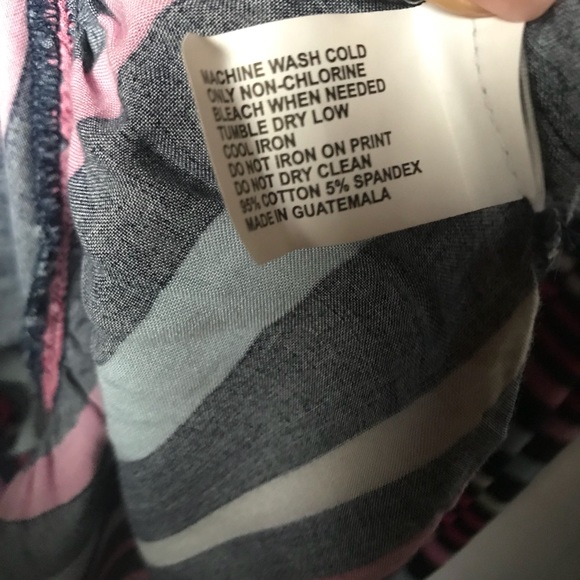 MACHINE WASH COLD
ONLY NON-CHLORINE
BLEACH WHEN NEEDED
TUMBLE DRY LOW
COOL IRON
DO NOT IRON ON PRINT
DO NOT DRY CLEAN
95% COTTON 5% SPANDEX
MADE IN GUATEMALA